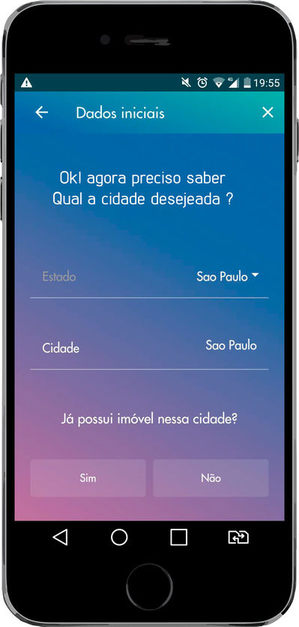 19:55
Dados iniciais
Ok! agora preciso saber
Qual a cidade desejeada ?
Estado Sao Paulo
Cidade Sao Paulo
Já possui imóvel nessa cidade?
Sim Não